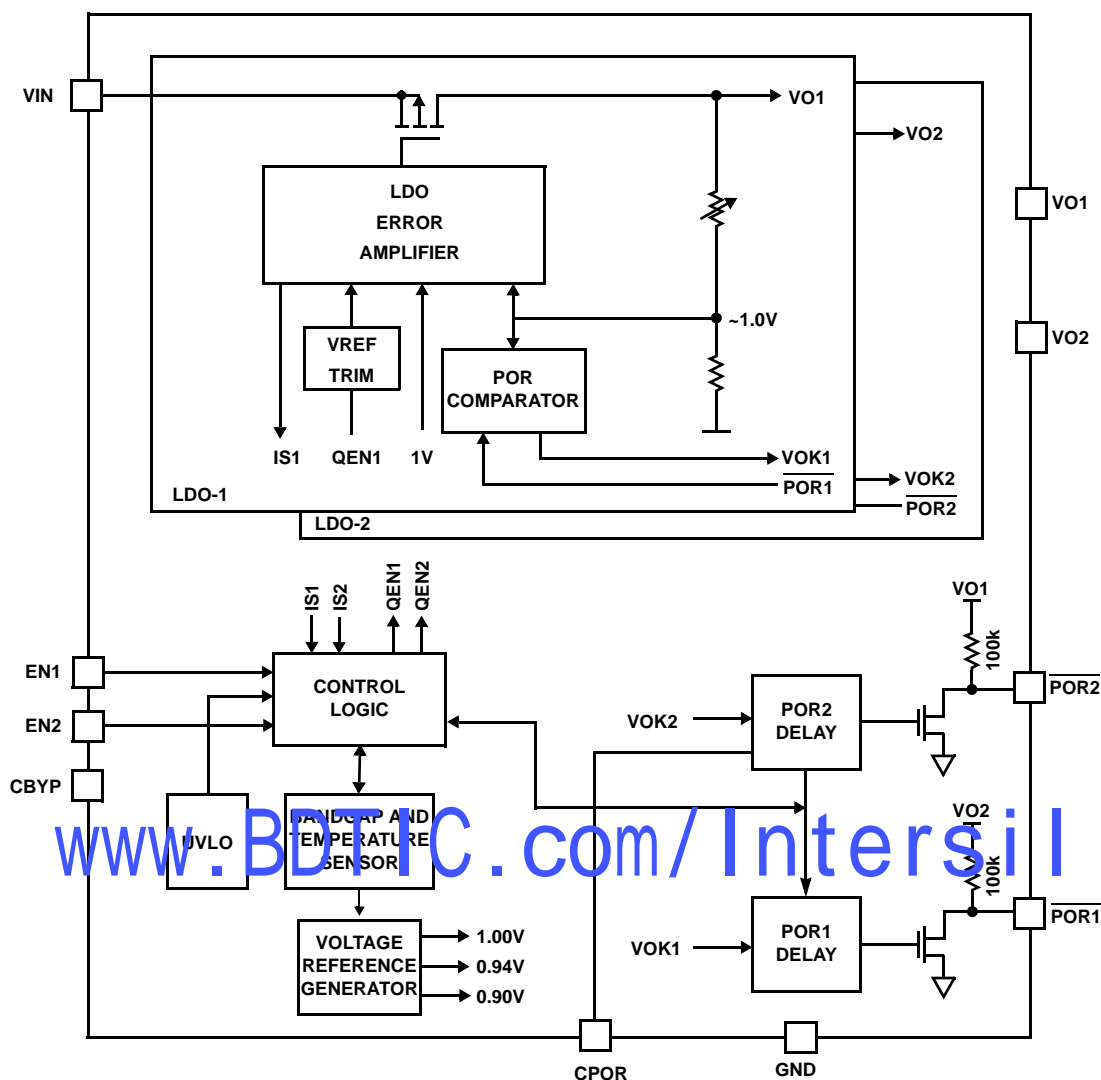 VIN
VO1
VO2
LDO
ERROR
AMPLIFIER
VO1
~1.0V
VO2
VREF
TRIM
POR
COMPARATOR
IS1
QEN1
1V
VOK1
POR1
VOK2
POR2
LDO-1
LDO-2
IS1
IS2
QEN1
QEN2
VO1
100k
EN1
CONTROL
LOGIC
POR2
EN2
VOK2
POR2
DELAY
CBYP
UVLO
BANDGAP AND
TEMPERATURE
SENSOR
VO2
100k
www.BDTIC.com/Intersil
VOLTAGE
REFERENCE
GENERATOR
1.00V
0.94V
0.90V
VOK1
POR1
DELAY
POR1
CPOR
GND